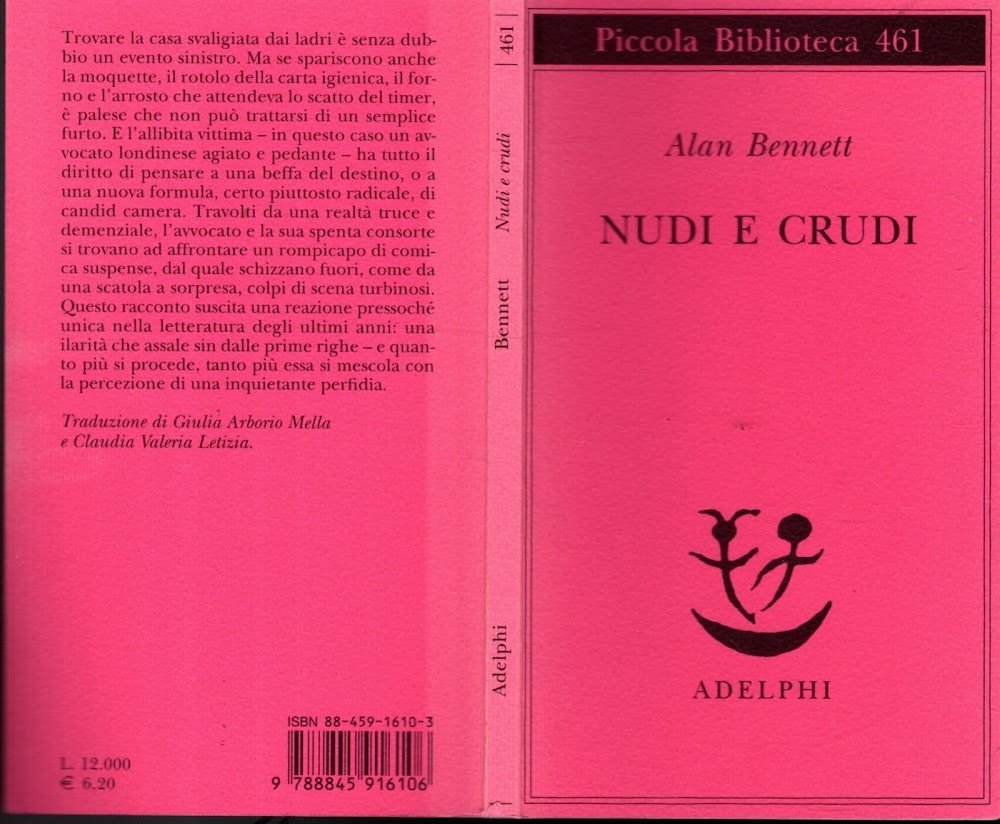 Trovare la casa svaligiata dai ladri è senza dub-
bio un evento sinistro. Ma se spariscono anche
la moquette, il rotolo della carta igienica, il for-
no e l'arrosto che attendeva lo scatto del timer,
è palese che non può trattarsi di un semplice
furto. E l'allibita vittima – in questo caso un av-
vocato londinese agiato e pedante – ha tutto il
diritto di pensare a una beffa del destino, o a
una nuova formula, certo piuttosto radicale, di
candid camera. Travolti da una realtà truce e
demenziale, l'avvocato e la sua spenta consorte
si trovano ad affrontare un rompicapo di comi-
ca suspense, dal quale schizzano fuori, come da
una scatola a sorpresa, colpi di scena turbinosi.
Questo racconto suscita una reazione pressoché
unica nella letteratura degli ultimi anni: una
ilarità che assale sin dalle prime righe – e quan-
to più si procede, tanto più essa si mescola con
la percezione di una inquietante perfidia.
Traduzione di Giulia Arborio Mella
e Claudia Valeria Letizia.
L. 12.000
€ 6.20
ISBN 88-459-1610-3
9 788845 916106
461
Nudi e crudi
Bennett
Adelphi
Piccola Biblioteca 461
Alan Bennett
NUDI E CRUDI
ADELPHI